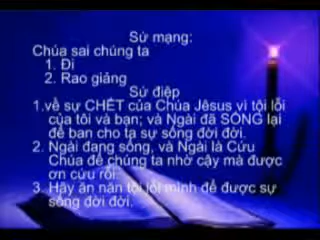 Sứ mạng:
Chúa sai chúng ta
1. Đi
2. Rao giảng
Sứ điệp
1.về sự CHẾT của Chúa Jêsus vì tội lỗi
của tôi và bạn; và Ngài đã SỐNG lại
để ban cho ta sự sống đời đời.
2. Ngài đang sống, và Ngài là Cứu
Chúa để chúng ta nhờ cậy mà được
ơn cứu rỗi.
3. Hãy ăn năn tội lỗi mình để được sự
sống đời đời.